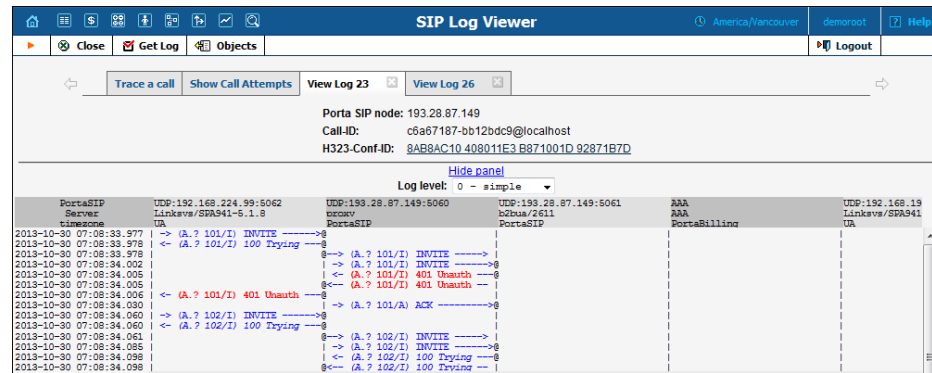 SIP Log Viewer America/Vancouver demoroot Help
Close Get Log Objects Logout
Trace a call Show Call Attempts View Log 23 View Log 26
Porta SIP node: 193.28.87.149
Call-ID: c6a67187-bb12bdc9@localhost
H323-Conf-ID: 8AB8AC10 408011E3 B871001D 92871B7D
Hide panel
Log level: 0 - simple
PortaSIP UDP:192.168.224.99:5062 UDP:193.28.87.149:5060 UDP:193.28.87.149:5061 AAA UDP:192.168.19
Server Linksys/SPA941-5.1.8 proxy b2bua/2611 AAA Linksys/SPA941
timezone UA PortaSIP PortaSIP PortaBilling UA
2013-10-30 07:08:33.977 | -> (A.? 101/I) INVITE ------>@
2013-10-30 07:08:33.978 | <- (A.? 101/I) 100 Trying ---@
2013-10-30 07:08:33.978 @--> (A.? 101/I) INVITE -----> |
2013-10-30 07:08:34.002 | -> (A.? 101/I) INVITE ------>@
2013-10-30 07:08:34.005 | <- (A.? 101/I) 401 Unauth ---@
2013-10-30 07:08:34.005 @<-- (A.? 101/I) 401 Unauth -- |
2013-10-30 07:08:34.006 | <- (A.? 101/I) 401 Unauth ---@
2013-10-30 07:08:34.030 | -> (A.? 101/A) ACK --------->@
2013-10-30 07:08:34.060 | -> (A.? 102/I) INVITE ------>@
2013-10-30 07:08:34.060 | <- (A.? 102/I) 100 Trying ---@
2013-10-30 07:08:34.061 @--> (A.? 102/I) INVITE -----> |
2013-10-30 07:08:34.085 | -> (A.? 102/I) INVITE ------>@
2013-10-30 07:08:34.098 | <- (A.? 102/I) 100 Trying ---@
2013-10-30 07:08:34.098 @<-- (A.? 102/I) 100 Trying -- |